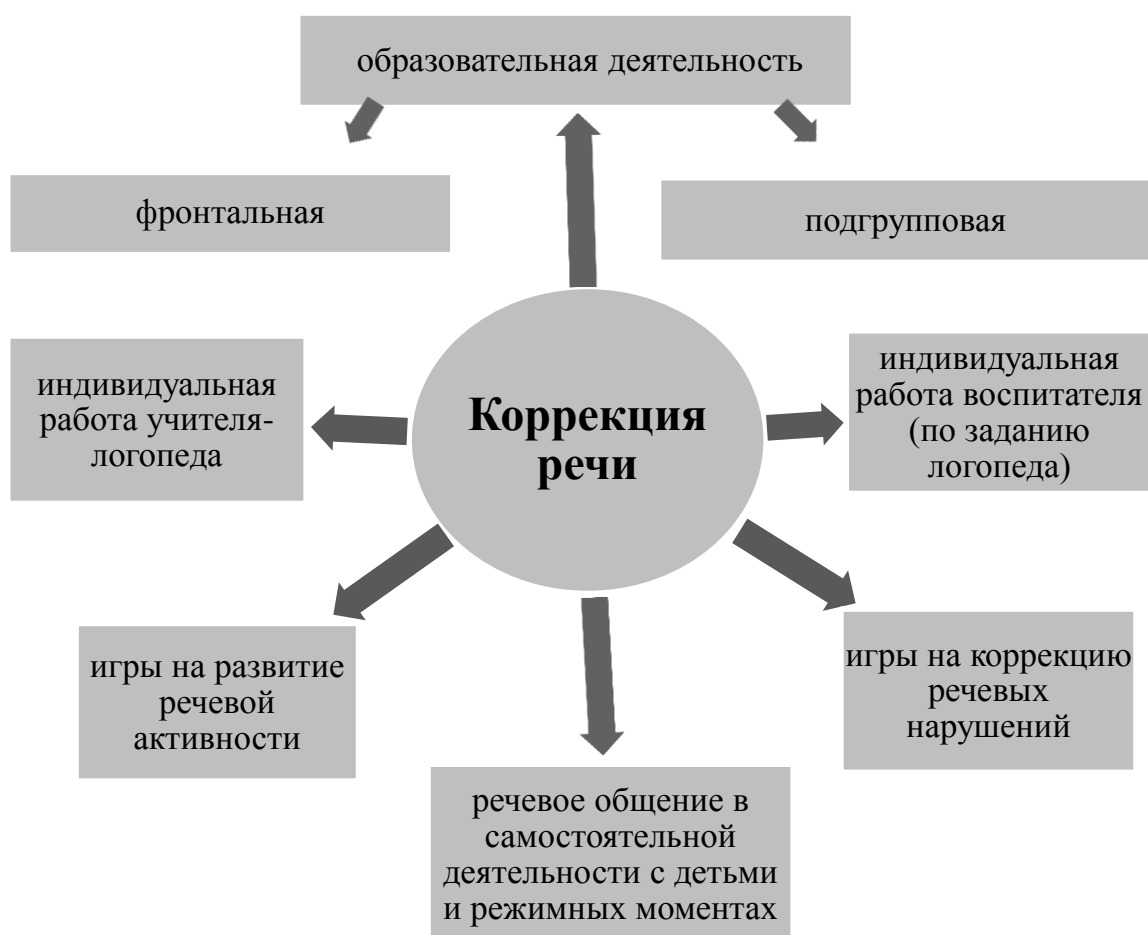 образовательная деятельность
фронтальная
подгрупповая
индивидуальная
работа учителя-
логопеда
Коррекция
речи
индивидуальная
работа воспитателя
(по заданию
логопеда)
игры на развитие
речевой
активности
игры на коррекцию
речевых
нарушений
речевое общение в
самостоятельной
деятельности с детьми
и режимных моментах